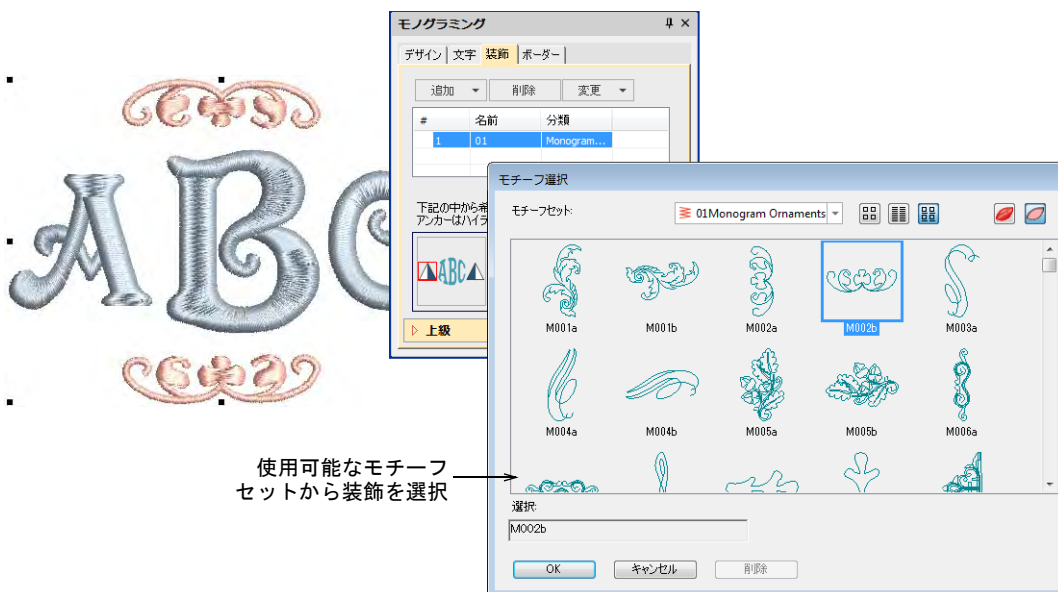 モノグラミング
デザイン 文字 装飾 ボーダー
追加 削除 変更
# 名前 分類
1 01 Monogram...
下記の中から希
アンカーはハイラ
ABC
上級
ABC
モチーフ選択
モチーフセット:
01Monogram Ornaments
M001a M001b M002a M002b M003a
M004a M004b M005a M005b M006a
使用可能なモチーフ
セットから装飾を選択
選択:
M002b
OK キャンセル 削除